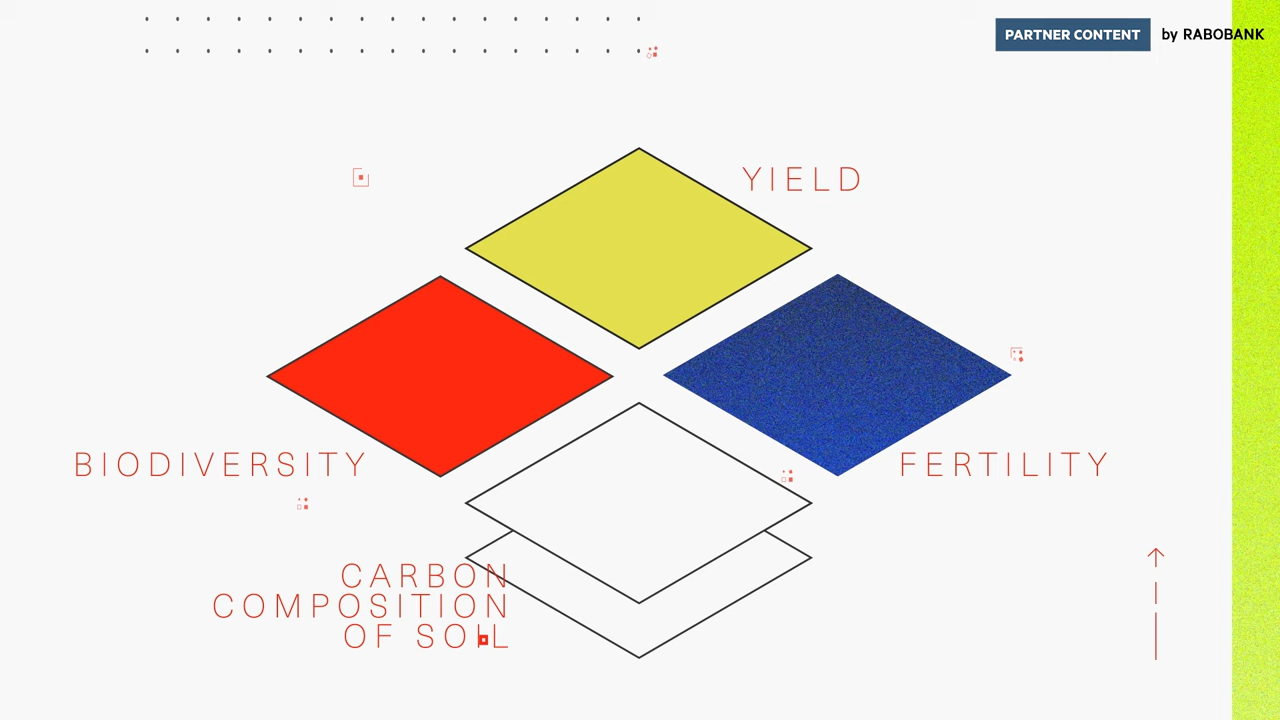 PARTNER CONTENT by RABOBANK
YIELD
BIODIVERSITY
FERTILITY
CARBON
COMPOSITION
OF SOIL